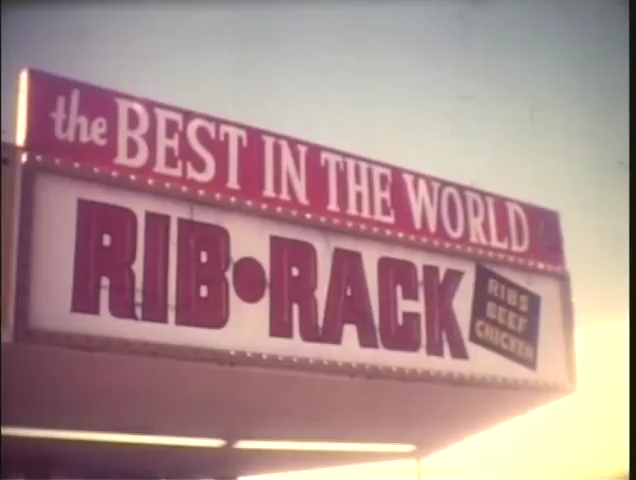 the BEST IN THE WORLD
RIB•RACK
RIBS
BEEF
CHICKEN